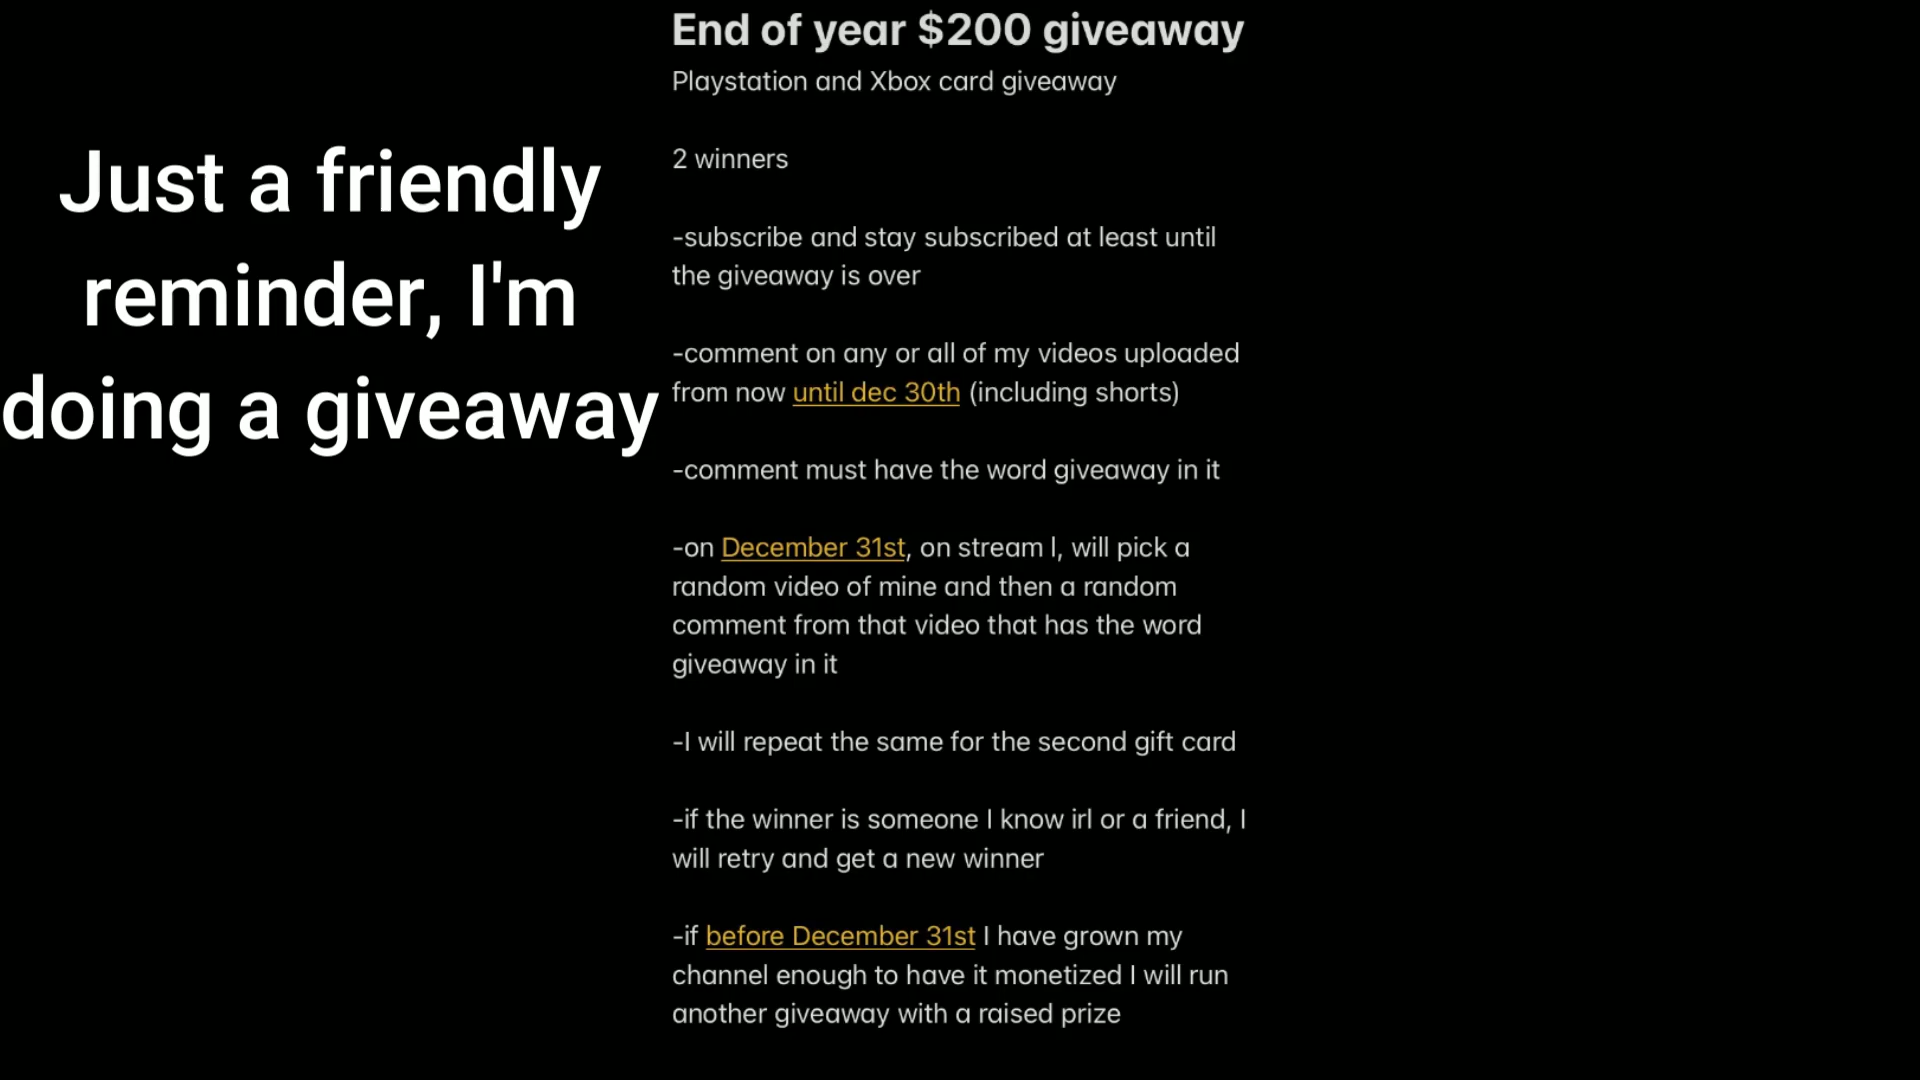 Just a friendly
reminder, I'm
doing a giveaway
End of year $200 giveaway
Playstation and Xbox card giveaway
2 winners
-subscribe and stay subscribed at least until
the giveaway is over
-comment on any or all of my videos uploaded
from now until dec 30th (including shorts)
-comment must have the word giveaway in it
-on December 31st, on stream I, will pick a
random video of mine and then a random
comment from that video that has the word
giveaway in it
-I will repeat the same for the second gift card
-if the winner is someone I know irl or a friend, I
will retry and get a new winner
-if before December 31st I have grown my
channel enough to have it monetized I will run
another giveaway with a raised prize